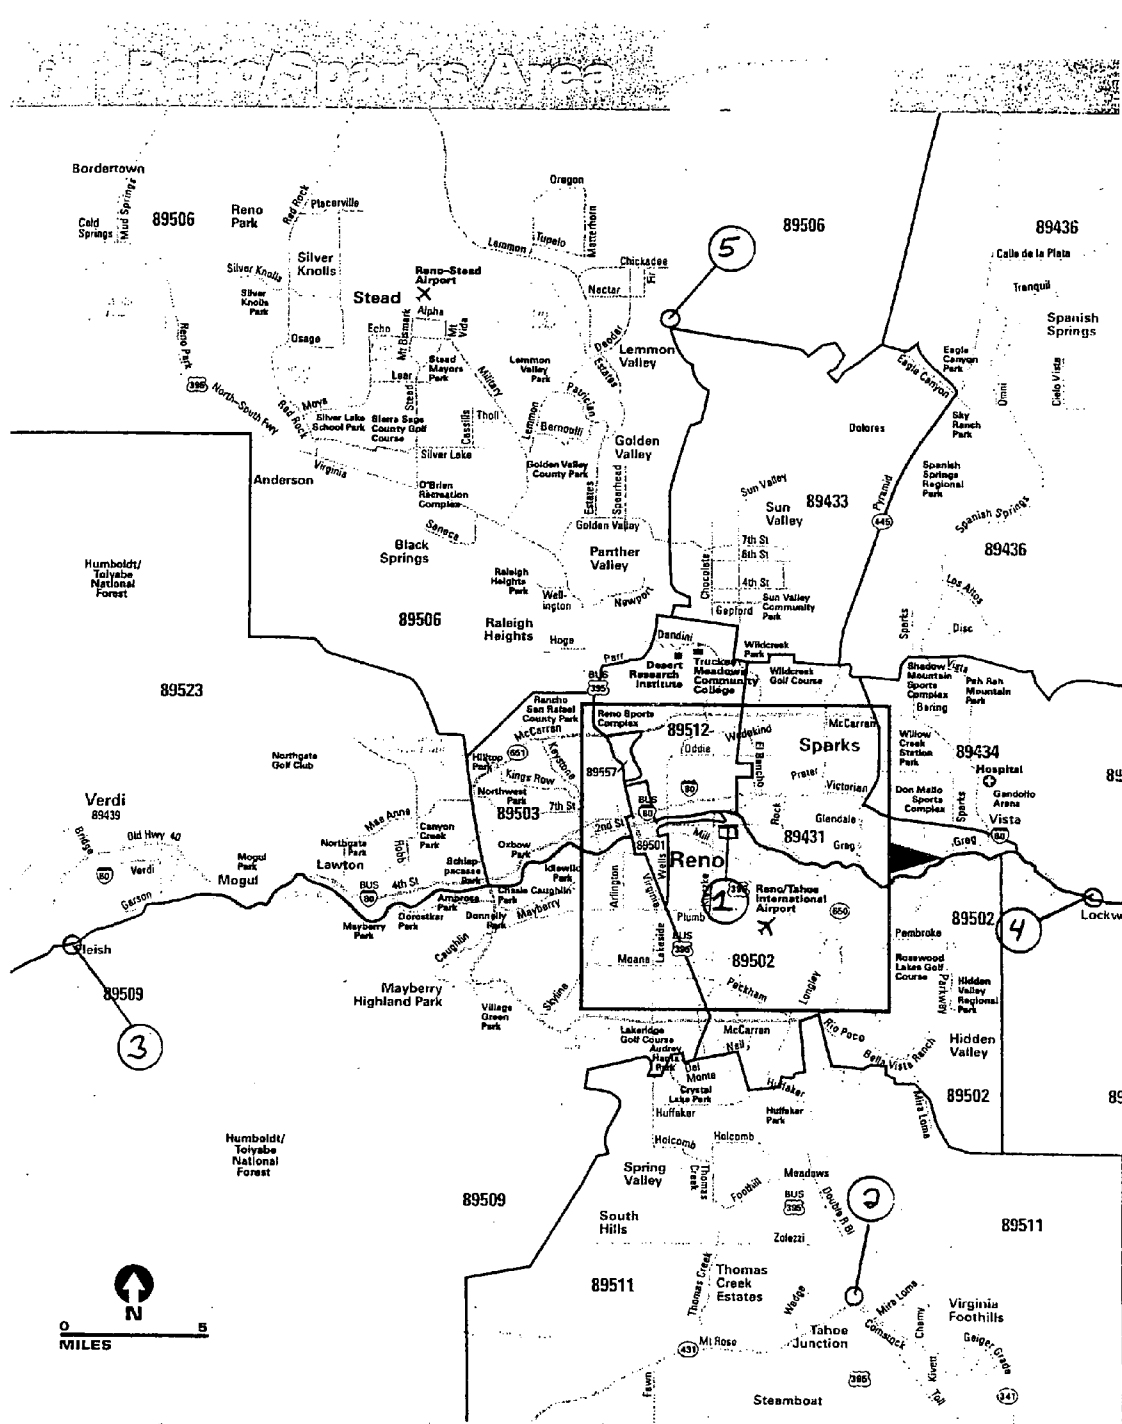 Reno/Sparks Area
Bordertown
Oregon
Red Rock
Placerville
Mud Springs
Cold
Springs
89506
Reno
Park
Matterhorn
89506
89436
5
Lemmon
Tupelo
Calle de la Plata
Silver
Knolls
Silver Knolls
Chickadee
Fir
Reno-Stead
Airport
Nectar
Tranquil
Silver
Knolls
Park
Stead
Alpha
Spanish
Springs
Reno Park
Echo
Mt Bismark
Mt
Vida
Osage
Deodar
Lemmon
Valley
Eagle
Canyon
Park
Eagle Canyon
Stead
Mayors
Park
Lemmon
Valley
Park
Estates
Omni
Cielo Vista
Lear
Stead
Military
395
North-South Fwy
Patrician
Red Rock
Moya
Silver Lake
School Park
Sierra Sage
County Golf
Course
Cassilis
Tholl
Lemmon
Bernoulli
Dolores
Sky
Ranch
Park
Golden
Valley
Silver Lake
Virginia
Anderson
Golden Valley
County Park
Estates
Spearhead
Spanish
Springs
Regional
Park
Pyramid
Sun Valley
O'Brien
Recreation
Complex
89433
Sun
Valley
Spanish Springs
445
Seneca
Golden Valley
Black
Springs
Panther
Valley
7th St
6th St
4th St
Chocolate
89436
Humboldt/
Toiyabe
National
Forest
Raleigh
Heights
Park
Well-
ington
Newport
Los Altos
Sun Valley
Community
Park
Gepford
89506
Raleigh
Heights
Hoge
Sparks
Disc
Dandini
Parr
Wildcreek
Park
Desert
Research
Institute
Truckee
Meadows
Community
College
Wildcreek
Golf Course
Shadow
Mountain
Sports
Complex
Vista
Pah Rah
Mountain
Park
Baring
89523
BUS
395
Rancho
San Rafael
County Park
Reno Sports
Complex
McCarran
McCarran
89512
Oddie
Wedekind
El Rancho
Sparks
Willow
Creek
Station
Park
89434
Northgate
Golf Club
Hilltop
Park
651
Keystone
89557
Kings Row
Prater
Victorian
Hospital
Verdi
89439
Northwest
Park
80
Don Mello
Sports
Complex
Gandolfo
Arena
Sparks
Mae Anne
89503
7th St
BUS
80
Rock
Glendale
Vista
80
Bridge
Old Hwy 40
Canyon
Creek
Park
2nd St
Mill
89431
Greg
Greg
Northgate
Park
Robb
Oxbow
Park
89501
Reno
Verdi
80
Mogul
Park
Lawton
Schiap-
pacasse
Park
Idlewild
Park
Wells
Mogul
BUS
80
4th St
Arlington
Virginia
1
395
Reno/Tahoe
International
Airport
Garson
Ambrose
Park
Chism Caughlin
Park
Dorostkar
Park
Donnelly
Park
Mayberry
Mayberry
Park
Plumb
650
89502
4
Lockw
Fleish
Caughlin
Lakeside
BUS
395
Pembroke
Moana
89502
Rosewood
Lakes Golf
Course
89509
Mayberry
Highland Park
Skyline
Peckham
Longley
Parkway
Hidden
Valley
Regional
Park
Village
Green
Park
3
Lakeridge
Golf Course
McCarran
Neil
Rio Poco
Bella Vista Ranch
Hidden
Valley
Del
Monte
Crystal
Lake Park
Huffaker
Huffaker
Huffaker
Park
89502
Mira Loma
Humboldt/
Toiyabe
National
Forest
Holcomb
Holcomb
Spring
Valley
Thomas
Creek
Meadows
Foothill
BUS
395
Double R Bl
2
89509
South
Hills
Zolezzi
89511
89511
Thomas Creek
Thomas
Creek
Estates
Wedge
Mira Loma
Virginia
Foothills
N
0 5
MILES
431
Mt Rose
Tahoe
Junction
Comstock
Geiger Grade
Kivett
Toll
Fawn
395
341
Steamboat